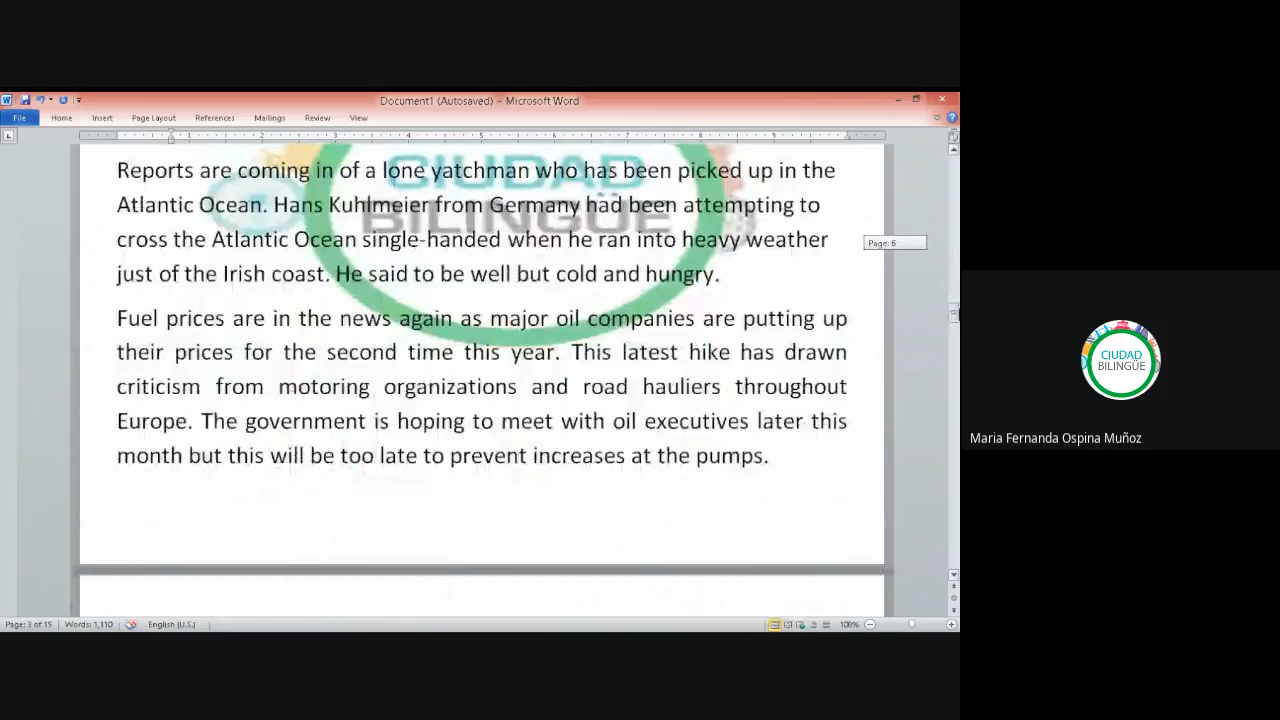 Document1 (Autosaved) - Microsoft Word
File Home Insert Page Layout References Mailings Review View
CIUDAD
BILINGÜE
Reports are coming in of a lone yatchman who has been picked up in the
Atlantic Ocean. Hans Kuhlmeier from Germany had been attempting to
cross the Atlantic Ocean single-handed when he ran into heavy weather
just of the Irish coast. He said to be well but cold and hungry.
Page: 6
Fuel prices are in the news again as major oil companies are putting up
their prices for the second time this year. This latest hike has drawn
criticism from motoring organizations and road hauliers throughout
Europe. The government is hoping to meet with oil executives later this
month but this will be too late to prevent increases at the pumps.
Page: 3 of 15 Words: 1,110 English (U.S.) 108%
CIUDAD
BILINGÜE
Maria Fernanda Ospina Muñoz